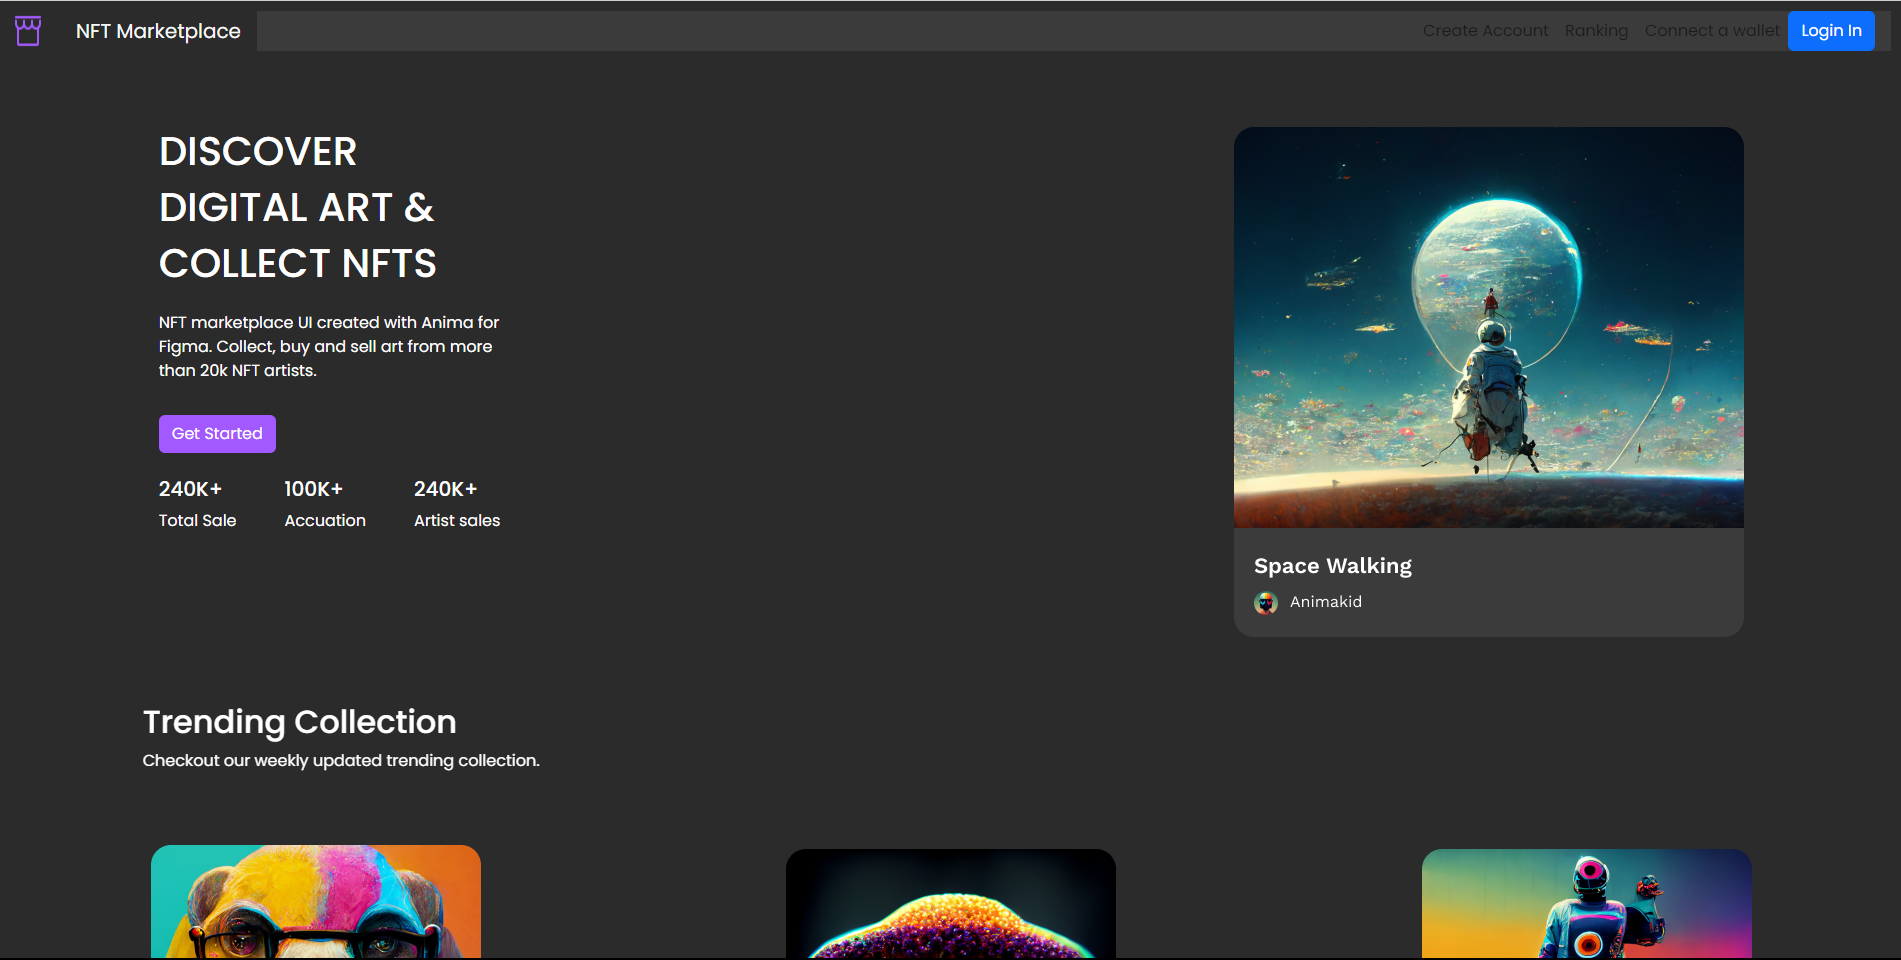 NFT Marketplace
Create Account Ranking Connect a wallet Login In
DISCOVER
DIGITAL ART &
COLLECT NFTS
NFT marketplace UI created with Anima for
Figma. Collect, buy and sell art from more
than 20k NFT artists.
Get Started
240K+ 100K+ 240K+
Total Sale Accuation Artist sales
Space Walking
Animakid
Trending Collection
Checkout our weekly updated trending collection.